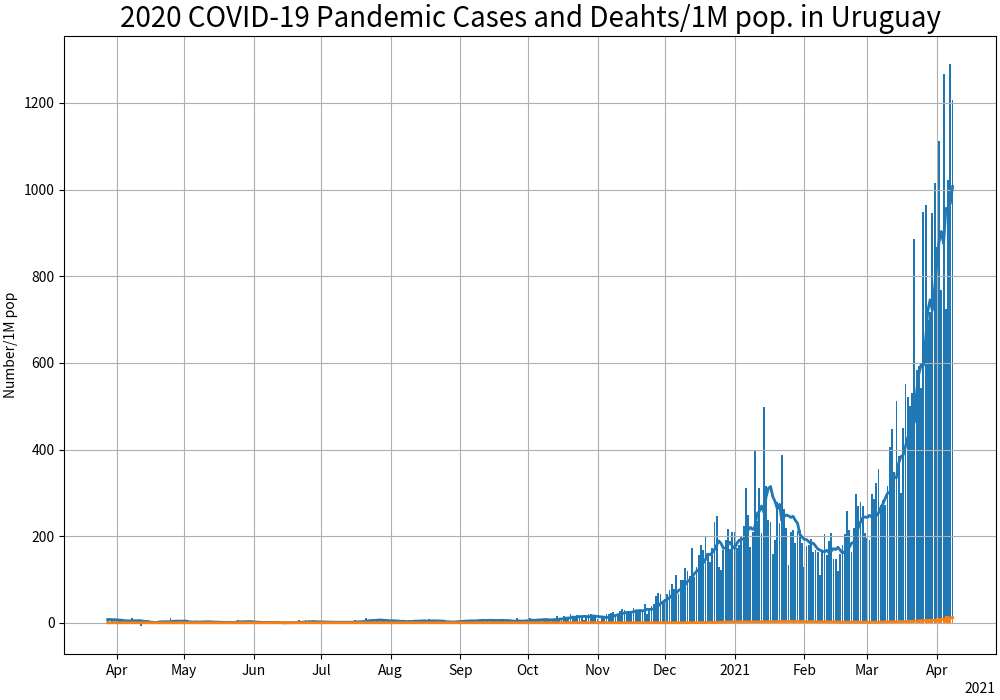 2020 COVID-19 Pandemic Cases and Deahts/1M pop. in Uruguay
Number/1M pop
1200
1000
800
600
400
200
0
Apr May Jun Jul Aug Sep Oct Nov Dec 2021 Feb Mar Apr
2021